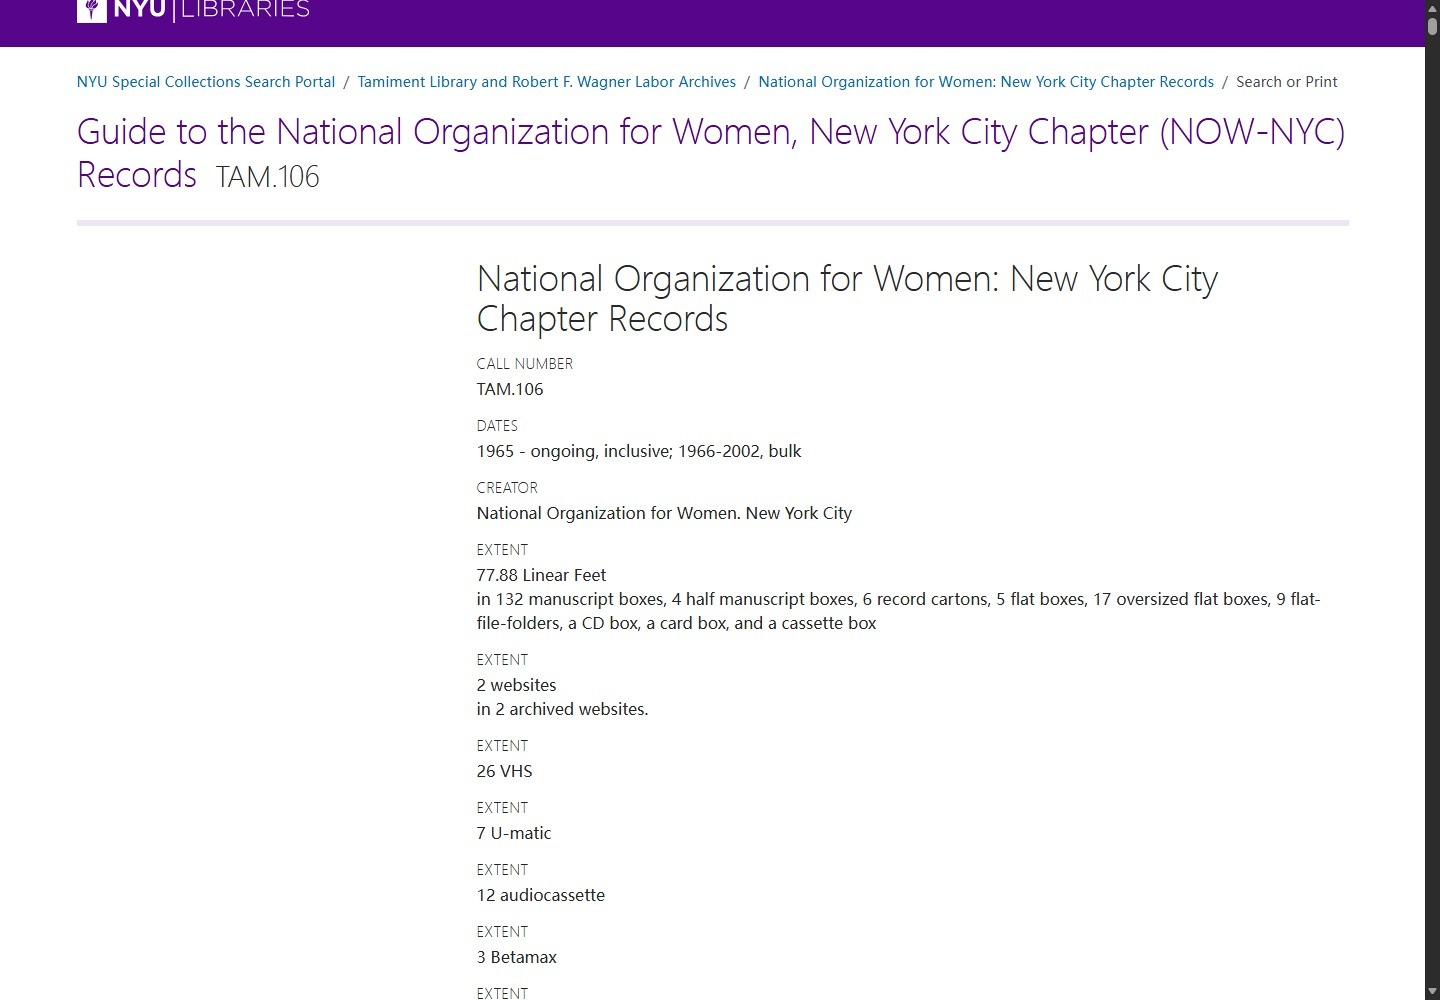 NYU | LIBRARIES
NYU Special Collections Search Portal / Tamiment Library and Robert F. Wagner Labor Archives / National Organization for Women: New York City Chapter Records / Search or Print
Guide to the National Organization for Women, New York City Chapter (NOW-NYC)
Records TAM.106
National Organization for Women: New York City
Chapter Records
CALL NUMBER
TAM.106
DATES
1965 - ongoing, inclusive; 1966-2002, bulk
CREATOR
National Organization for Women. New York City
EXTENT
77.88 Linear Feet
in 132 manuscript boxes, 4 half manuscript boxes, 6 record cartons, 5 flat boxes, 17 oversized flat boxes, 9 flat-
file-folders, a CD box, a card box, and a cassette box
EXTENT
2 websites
in 2 archived websites.
EXTENT
26 VHS
EXTENT
7 U-matic
EXTENT
12 audiocassette
EXTENT
3 Betamax
EXTENT